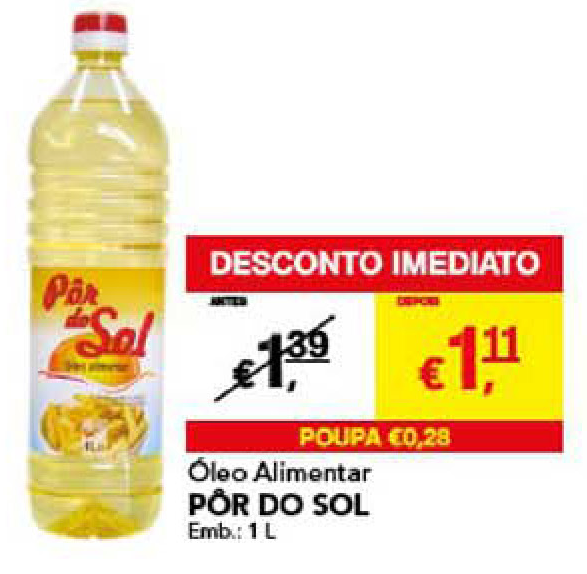 Pôr
do Sol
Óleo alimentar
1L
DESCONTO IMEDIATO
ANTES
DEPOIS
€1,39
€1,11
POUPA €0,28
Óleo Alimentar
PÔR DO SOL
Emb.: 1 L